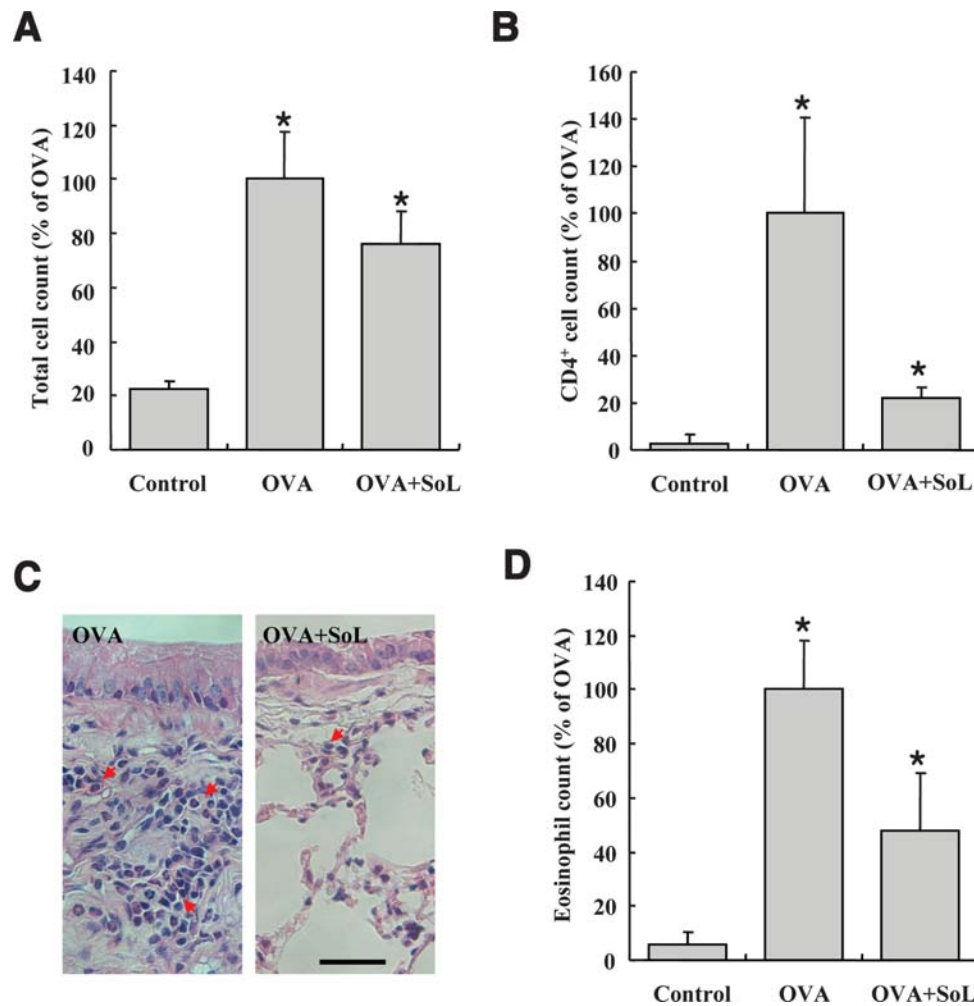 A
Total cell count (% of OVA)
140
120
100
80
60
40
20
0
*
*
Control OVA OVA+SoL
B
CD4⁺ cell count (% of OVA)
160
140
120
100
80
60
40
20
0
*
*
Control OVA OVA+SoL
C
OVA
OVA+SoL
D
Eosinophil count (% of OVA)
140
120
100
80
60
40
20
0
*
*
Control OVA OVA+SoL